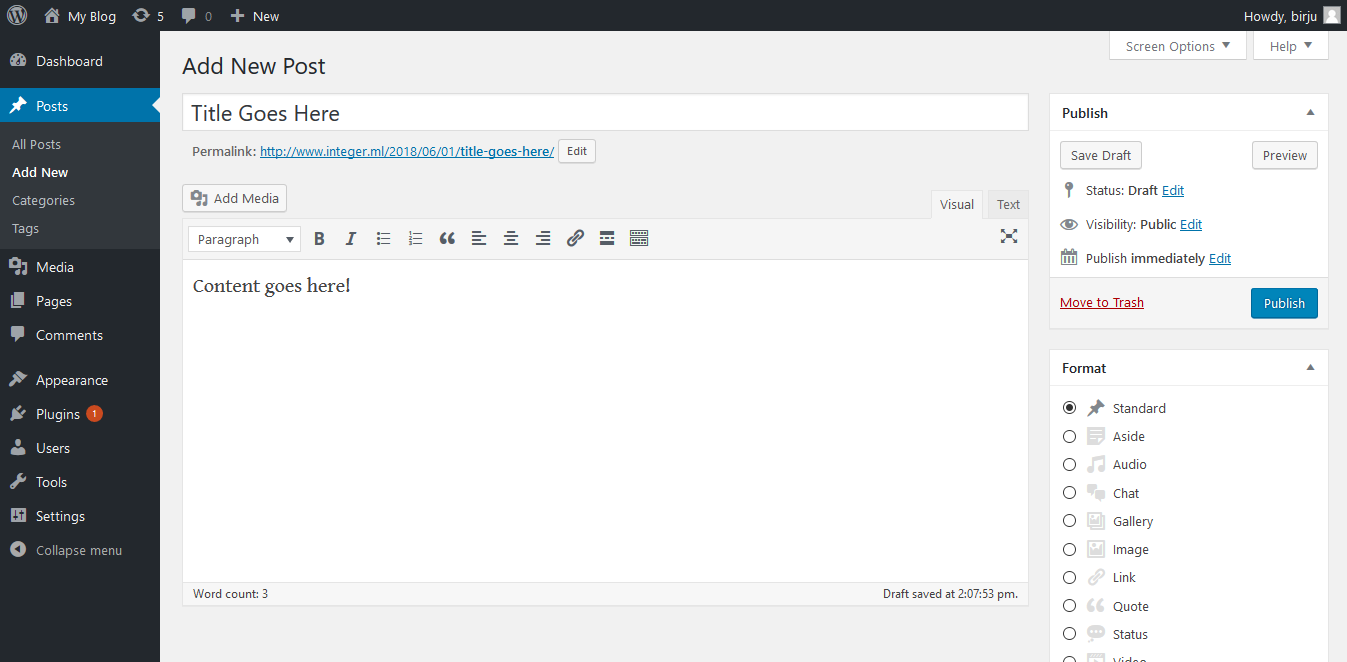 My Blog 5 0 New Howdy, birju
Screen Options Help
Dashboard
Posts
All Posts
Add New
Categories
Tags
Media
Pages
Comments
Appearance
Plugins 1
Users
Tools
Settings
Collapse menu
Add New Post
Title Goes Here
Permalink: http://www.integer.ml/2018/06/01/title-goes-here/ Edit
Add Media
Visual Text
Paragraph B I
Content goes here!
Word count: 3 Draft saved at 2:07:53 pm.
Publish
Save Draft Preview
Status: Draft Edit
Visibility: Public Edit
Publish immediately Edit
Move to Trash Publish
Format
Standard
Aside
Audio
Chat
Gallery
Image
Link
Quote
Status
Video